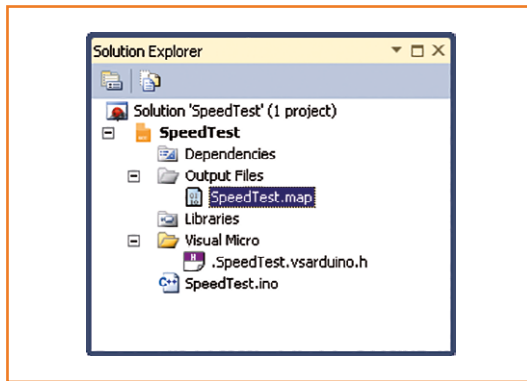 Solution Explorer
Solution 'SpeedTest' (1 project)
SpeedTest
Dependencies
Output Files
SpeedTest.map
Libraries
Visual Micro
.SpeedTest.vsarduino.h
SpeedTest.ino